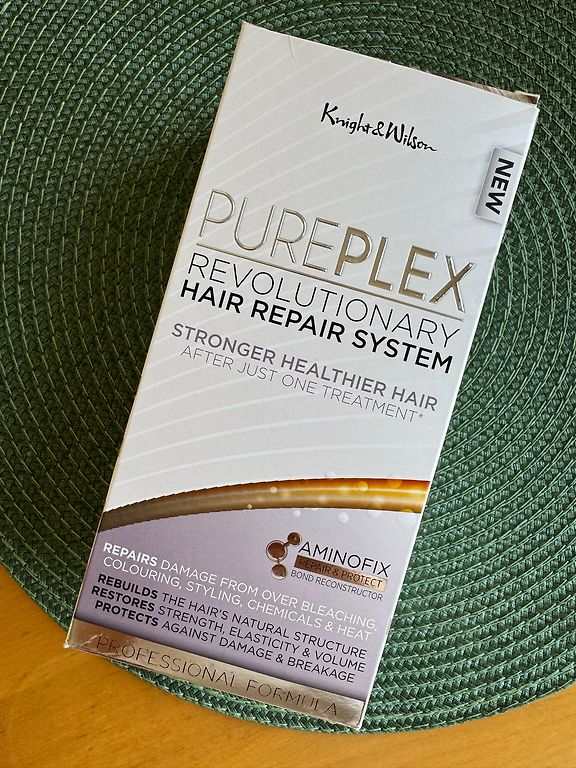 Knight & Wilson
NEW
PUREPLEX
REVOLUTIONARY
HAIR REPAIR SYSTEM
STRONGER HEALTHIER HAIR
AFTER JUST ONE TREATMENT*
AMINOFIX
REPAIR & PROTECT
BOND RECONSTRUCTOR
REPAIRS DAMAGE FROM OVER BLEACHING,
COLOURING, STYLING, CHEMICALS & HEAT
REBUILDS THE HAIR'S NATURAL STRUCTURE
RESTORES STRENGTH, ELASTICITY & VOLUME
PROTECTS AGAINST DAMAGE & BREAKAGE
PROFESSIONAL FORMULA